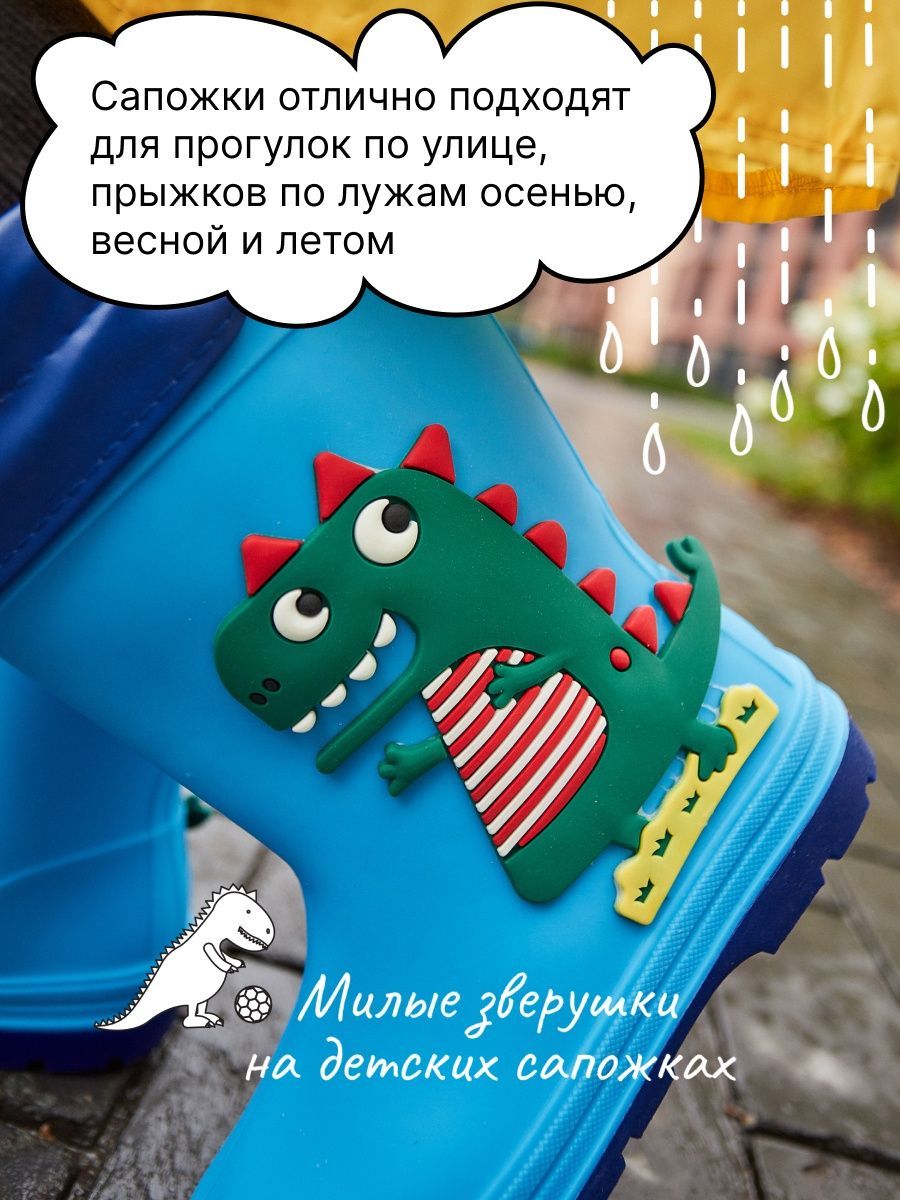 Сапожки отлично подходят
для прогулок по улице,
прыжков по лужам осенью,
весной и летом
Милые зверушки
на детских сапожках